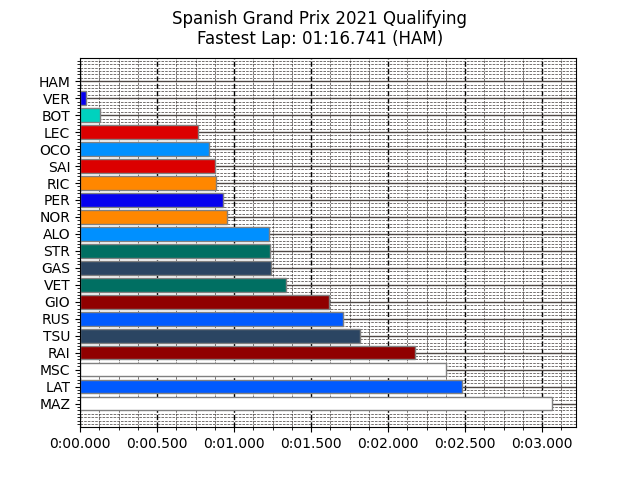 Spanish Grand Prix 2021 Qualifying
Fastest Lap: 01:16.741 (HAM)
HAM
VER
BOT
LEC
OCO
SAI
RIC
PER
NOR
ALO
STR
GAS
VET
GIO
RUS
TSU
RAI
MSC
LAT
MAZ
0:00.000 0:00.500 0:01.000 0:01.500 0:02.000 0:02.500 0:03.000